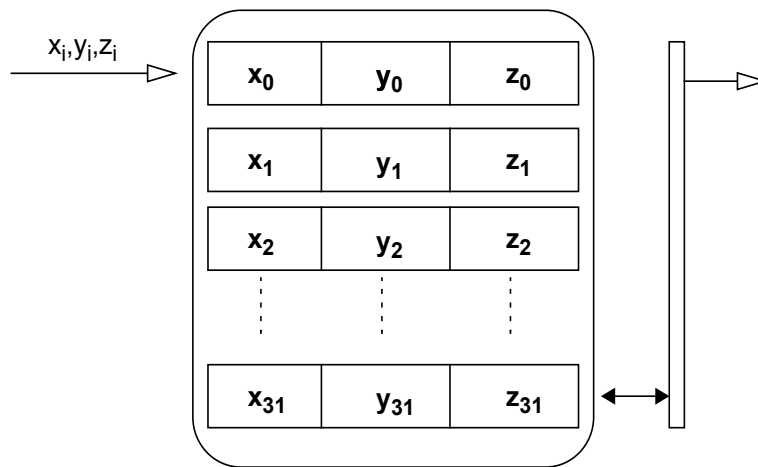 xᵢ,yᵢ,zᵢ
x₀ y₀ z₀
x₁ y₁ z₁
x₂ y₂ z₂
x₃₁ y₃₁ z₃₁